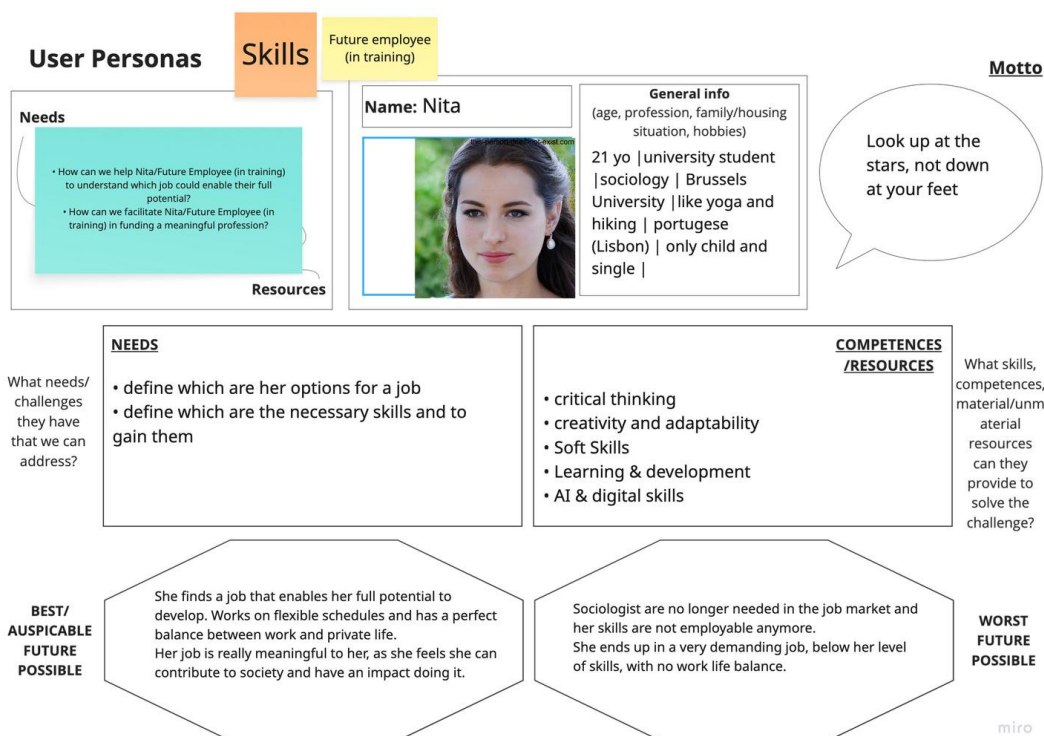 User Personas
Skills
Future employee
(in training)
Motto
Needs
• How can we help Nita/Future Employee (in training)
to understand which job could enable their full
potential?
• How can we facilitate Nita/Future Employee (in
training) in funding a meaningful profession?
Resources
Name: Nita
General info
(age, profession, family/housing
situation, hobbies)
21 yo |university student
|sociology | Brussels
University |like yoga and
hiking | portugese
(Lisbon) | only child and
single |
Look up at the
stars, not down
at your feet
What needs/
challenges
they have
that we can
address?
NEEDS
• define which are her options for a job
• define which are the necessary skills and to
gain them
COMPETENCES
/RESOURCES
• critical thinking
• creativity and adaptability
• Soft Skills
• Learning & development
• AI & digital skills
What skills,
competences,
material/unm
aterial
resources
can they
provide to
solve the
challenge?
BEST/
AUSPICABLE
FUTURE
POSSIBLE
She finds a job that enables her full potential to
develop. Works on flexible schedules and has a perfect
balance between work and private life.
Her job is really meaningful to her, as she feels she can
contribute to society and have an impact doing it.
Sociologist are no longer needed in the job market and
her skills are not employable anymore.
She ends up in a very demanding job, below her level
of skills, with no work life balance.
WORST
FUTURE
POSSIBLE
miro